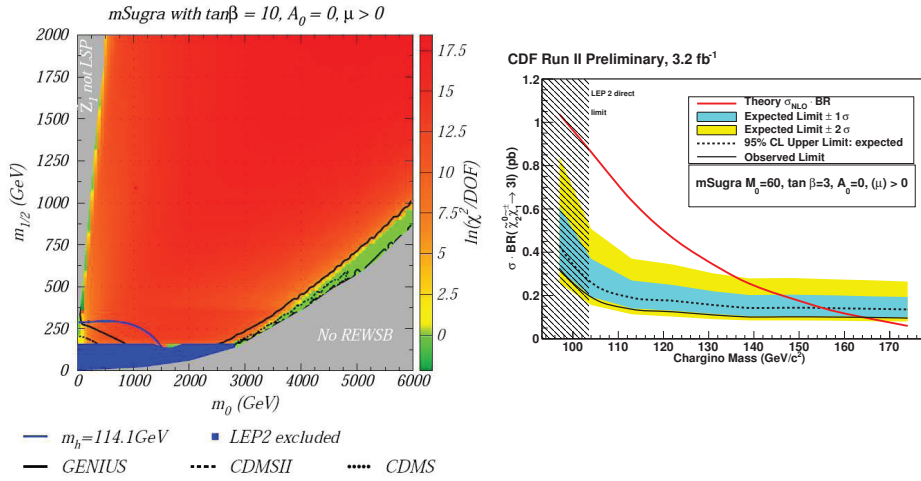 mSugra with tanβ = 10, A₀ = 0, μ > 0
2000
1750
1500
1250
1000
750
500
250
0
m₁/₂ (GeV)
Z̃₁ not LSP
No REWSB
0
1000
2000
3000
4000
5000
6000
m₀ (GeV)
17.5
15
12.5
10
7.5
5
2.5
0
ln(χ²/DOF)
m_h=114.1GeV
LEP2 excluded
GENIUS
CDMSII
CDMS
CDF Run II Preliminary, 3.2 fb⁻¹
1.2
1
0.8
0.6
0.4
0.2
0
σ · BR(χ̃₂⁰χ̃₁± → 3l) (pb)
LEP 2 direct
limit
Theory σ_NLO · BR
Expected Limit ± 1σ
Expected Limit ± 2σ
95% CL Upper Limit: expected
Observed Limit
mSugra M₀=60, tan β=3, A₀=0, (μ) > 0
100
110
120
130
140
150
160
170
Chargino Mass (GeV/c²)